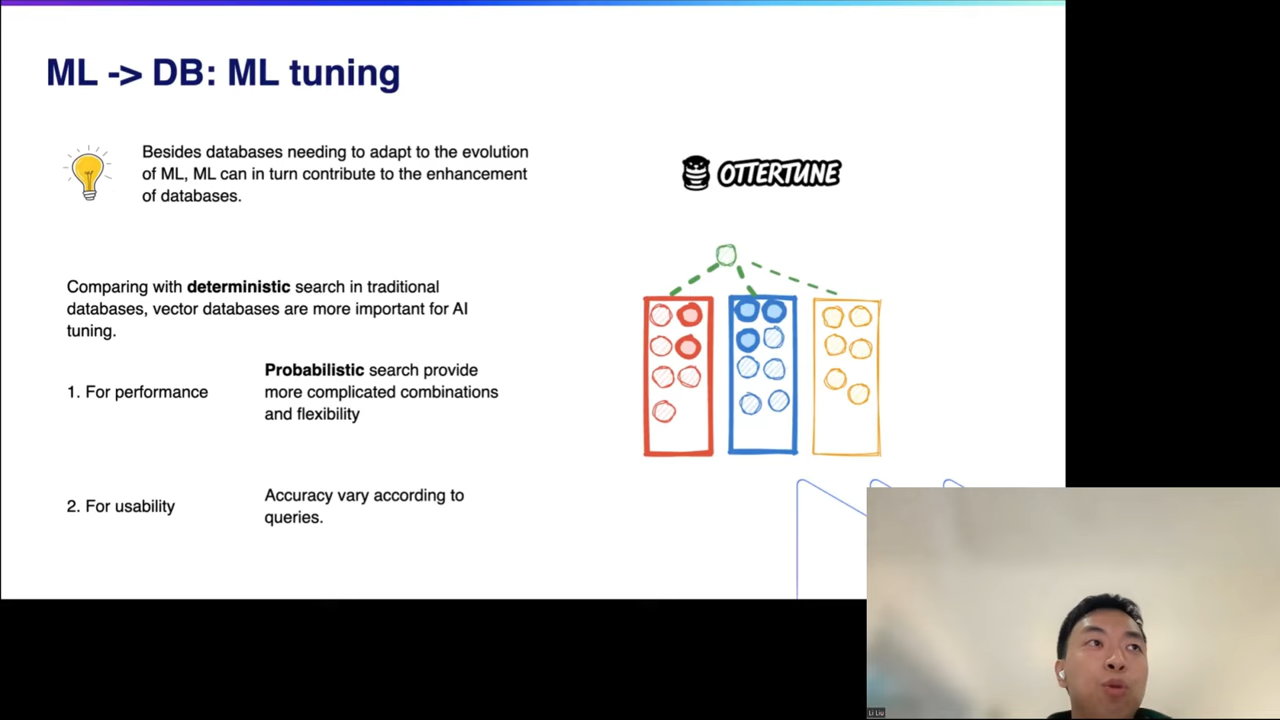 ML -> DB: ML tuning
Besides databases needing to adapt to the evolution
of ML, ML can in turn contribute to the enhancement
of databases.
OTTERTUNE
Comparing with deterministic search in traditional
databases, vector databases are more important for AI
tuning.
1. For performance
Probabilistic search provide
more complicated combinations
and flexibility
2. For usability
Accuracy vary according to
queries.
Li Liu